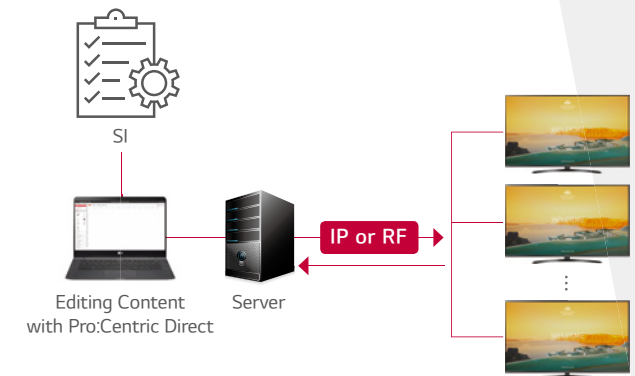 SI
IP or RF
Editing Content
with Pro:Centric Direct
Server